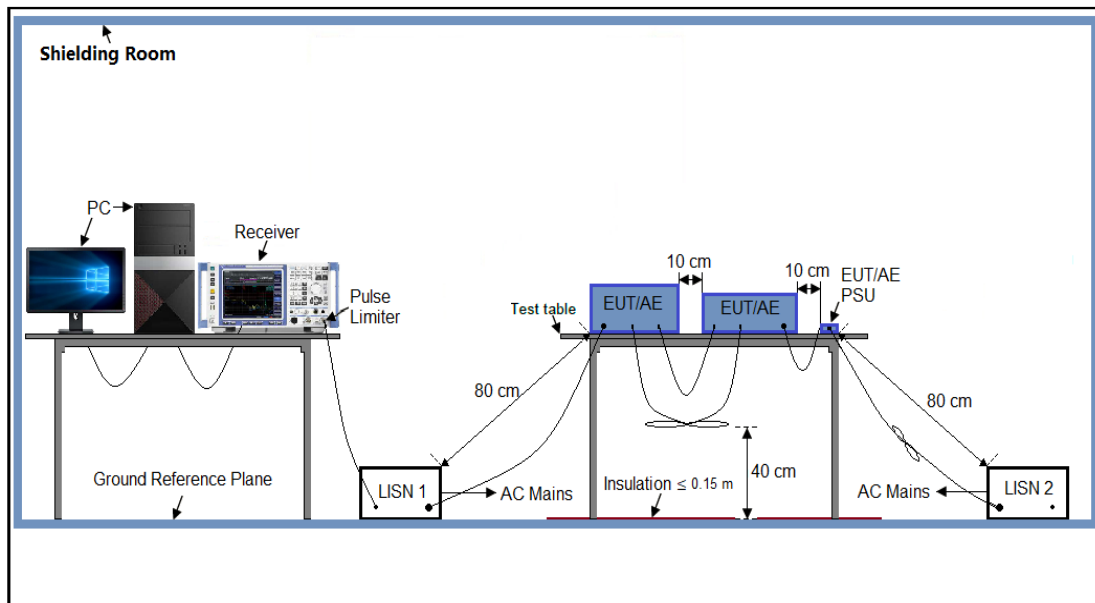 Shielding Room
PC
Receiver
Pulse
Limiter
Test table
EUT/AE
10 cm
EUT/AE
10 cm
EUT/AE
PSU
80 cm
80 cm
40 cm
Ground Reference Plane
LISN 1
AC Mains
Insulation ≤ 0.15 m
AC Mains
LISN 2